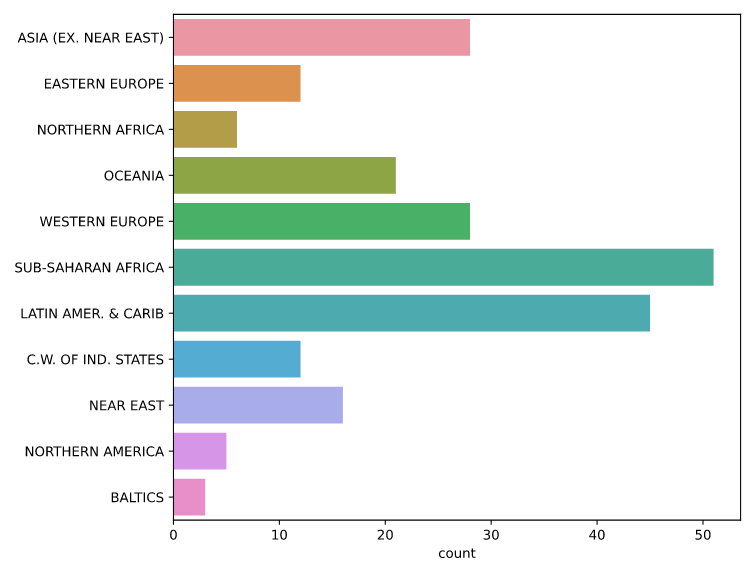 ASIA (EX. NEAR EAST)
EASTERN EUROPE
NORTHERN AFRICA
OCEANIA
WESTERN EUROPE
SUB-SAHARAN AFRICA
LATIN AMER. & CARIB
C.W. OF IND. STATES
NEAR EAST
NORTHERN AMERICA
BALTICS
0 10 20 30 40 50
count